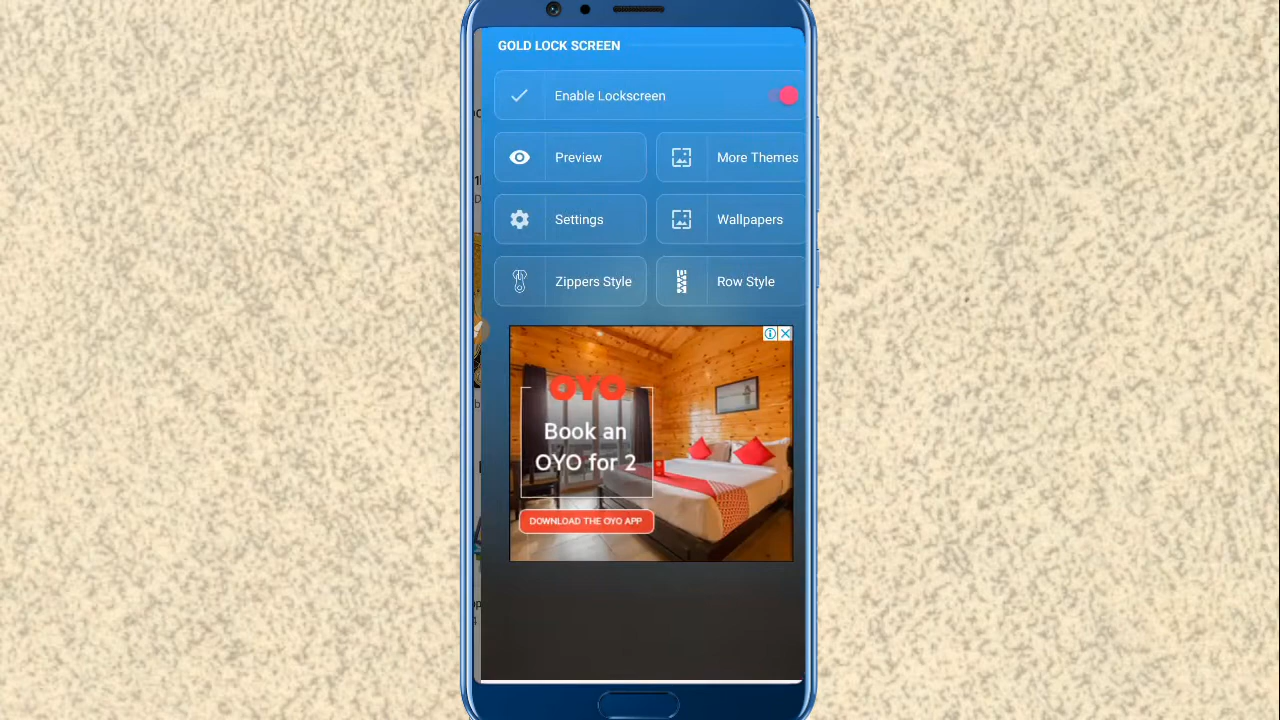 GOLD LOCK SCREEN
Enable Lockscreen
Preview
More Themes
Settings
Wallpapers
Zippers Style
Row Style
OYO
Book an
OYO for 2
DOWNLOAD THE OYO APP